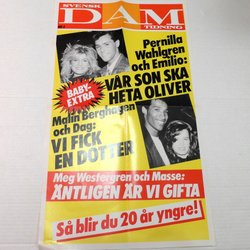 SVENSK
DAM
TIDNING
Pernilla
Wahlgren
och Emilio:
VÅR SON SKA
HETA OLIVER
BABY-
EXTRA
Malin Berghagen
och Dag:
VI FICK
EN DOTTER
Meg Westergren och Masse:
ÄNTLIGEN ÄR VI GIFTA
Så blir du 20 år yngre!